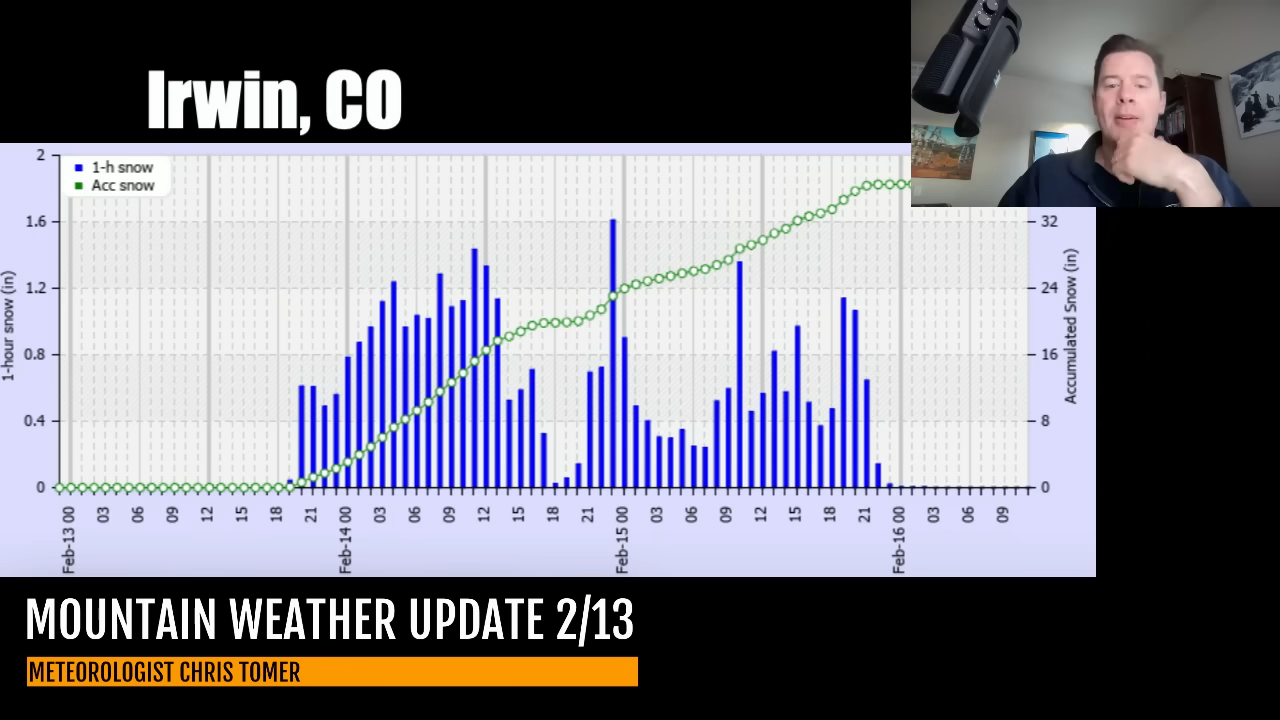 Irwin, CO
1-h snow
Acc snow
2
1.6
1.2
0.8
0.4
0
1-hour snow (in)
32
24
16
8
0
Accumulated Snow (in)
03 06 09 12 15 18 21 03 06 09 12 15 18 21 03 06 09 12 15 18 21 03 06 09
Feb-13 00 Feb-14 00 Feb-15 00 Feb-16 00
MOUNTAIN WEATHER UPDATE 2/13
METEOROLOGIST CHRIS TOMER